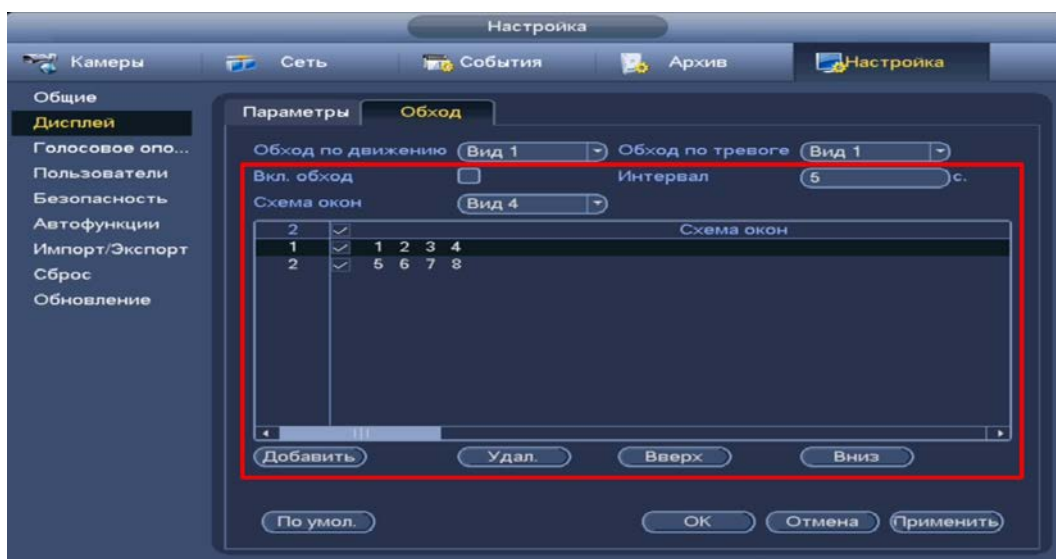 Настройка
Камеры Сеть События Архив Настройка
Общие
Дисплей
Голосовое опо...
Пользователи
Безопасность
Автофункции
Импорт/Экспорт
Сброс
Обновление
Параметры Обход
Обход по движению Вид 1 Обход по тревоге Вид 1
Вкл. обход Интервал 5 с.
Схема окон Вид 4
2 Схема окон
1 1 2 3 4
2 5 6 7 8
Добавить Удал. Вверх Вниз
По умол. ОК Отмена Применить